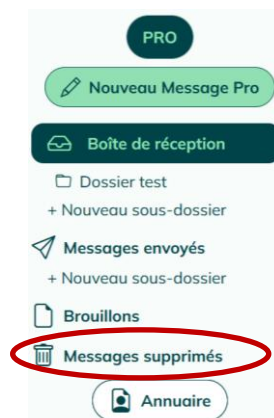 PRO
Nouveau Message Pro
Boîte de réception
Dossier test
+ Nouveau sous-dossier
Messages envoyés
+ Nouveau sous-dossier
Brouillons
Messages supprimés
Annuaire